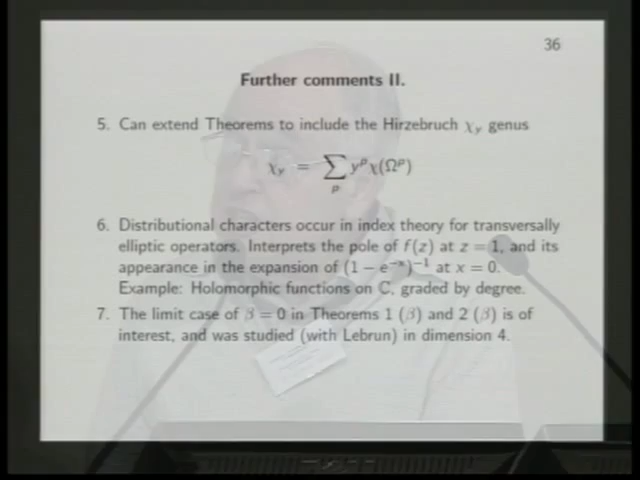 36
Further comments II.
5. Can extend Theorems to include the Hirzebruch χ_y genus
χ_y = ∑_p y^p χ(Ω^p)
6. Distributional characters occur in index theory for transversally
elliptic operators. Interprets the pole of f(z) at z = 1, and its
appearance in the expansion of (1 − e^{−x})^{−1} at x = 0.
Example: Holomorphic functions on C, graded by degree.
7. The limit case of β = 0 in Theorems 1 (β) and 2 (β) is of
interest, and was studied (with Lebrun) in dimension 4.